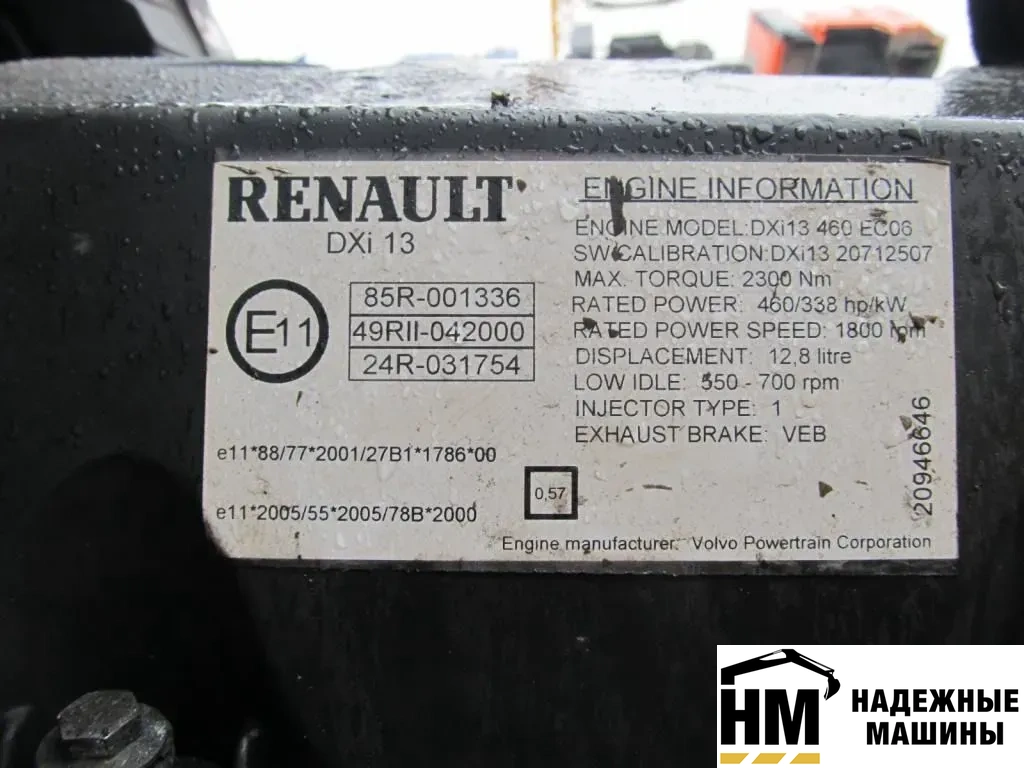 RENAULT
DXi 13
E11
85R-001336
49RII-042000
24R-031754
e11*88/77*2001/27B1*1786*00
e11*2005/55*2005/78B*2000
0,57
ENGINE INFORMATION
ENGINE MODEL:DXi13 460 EC06
SW/CALIBRATION:DXi13 20712507
MAX. TORQUE: 2300 Nm
RATED POWER: 460/338 hp/kW
RATED POWER SPEED: 1800 rpm
DISPLACEMENT: 12,8 litre
LOW IDLE: 550 - 700 rpm
INJECTOR TYPE: 1
EXHAUST BRAKE: VEB
20946646
Engine manufacturer: Volvo Powertrain Corporation
НМ
НАДЕЖНЫЕ
МАШИНЫ